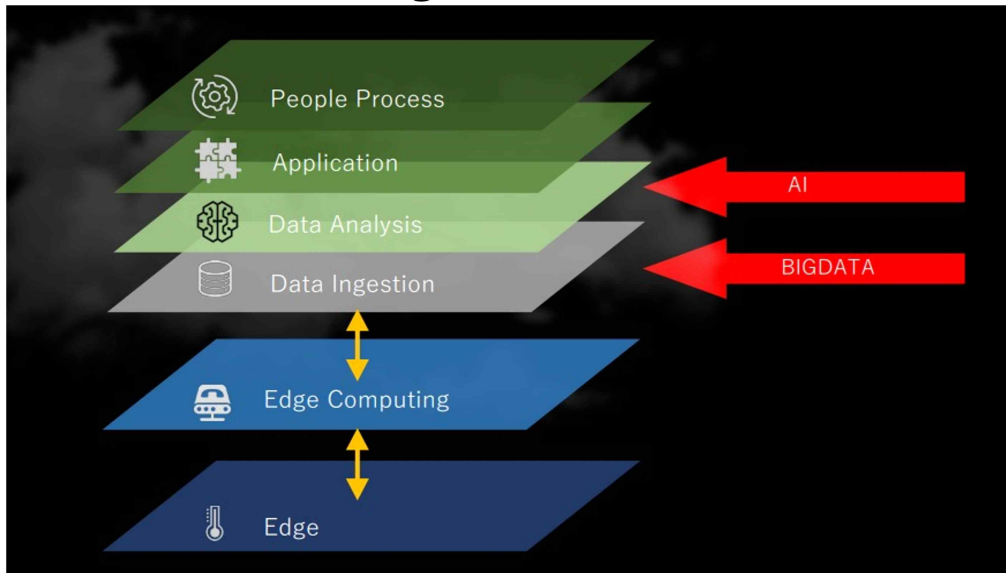 People Process
Application
AI
Data Analysis
BIGDATA
Data Ingestion
Edge Computing
Edge